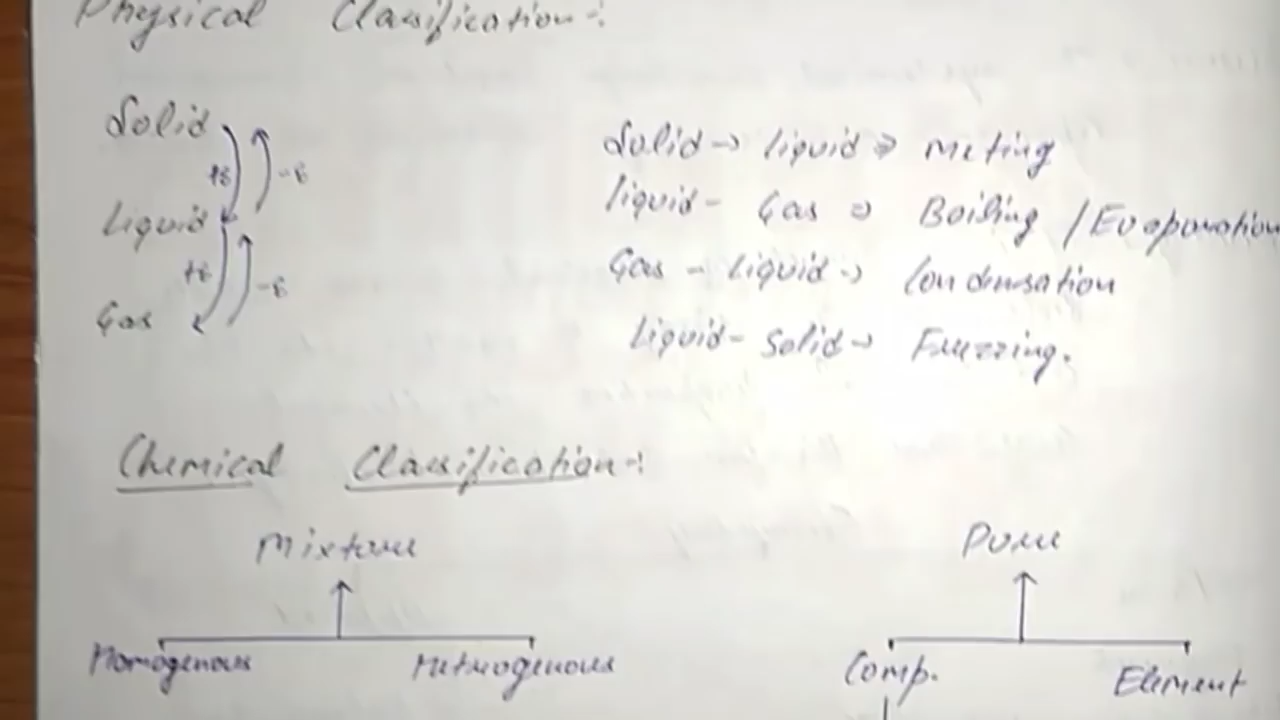 Physical Classification:
Solid
+E -E
Liquid
+E -E
Gas
Solid → liquid ⇒ Melting
liquid - Gas ⇒ Boiling / Evaporation
Gas - liquid → Condensation
liquid - Solid → Freezing.
Chemical Classification:
Mixture
Homogenous Hetrogenous
Pure
Comp. Element